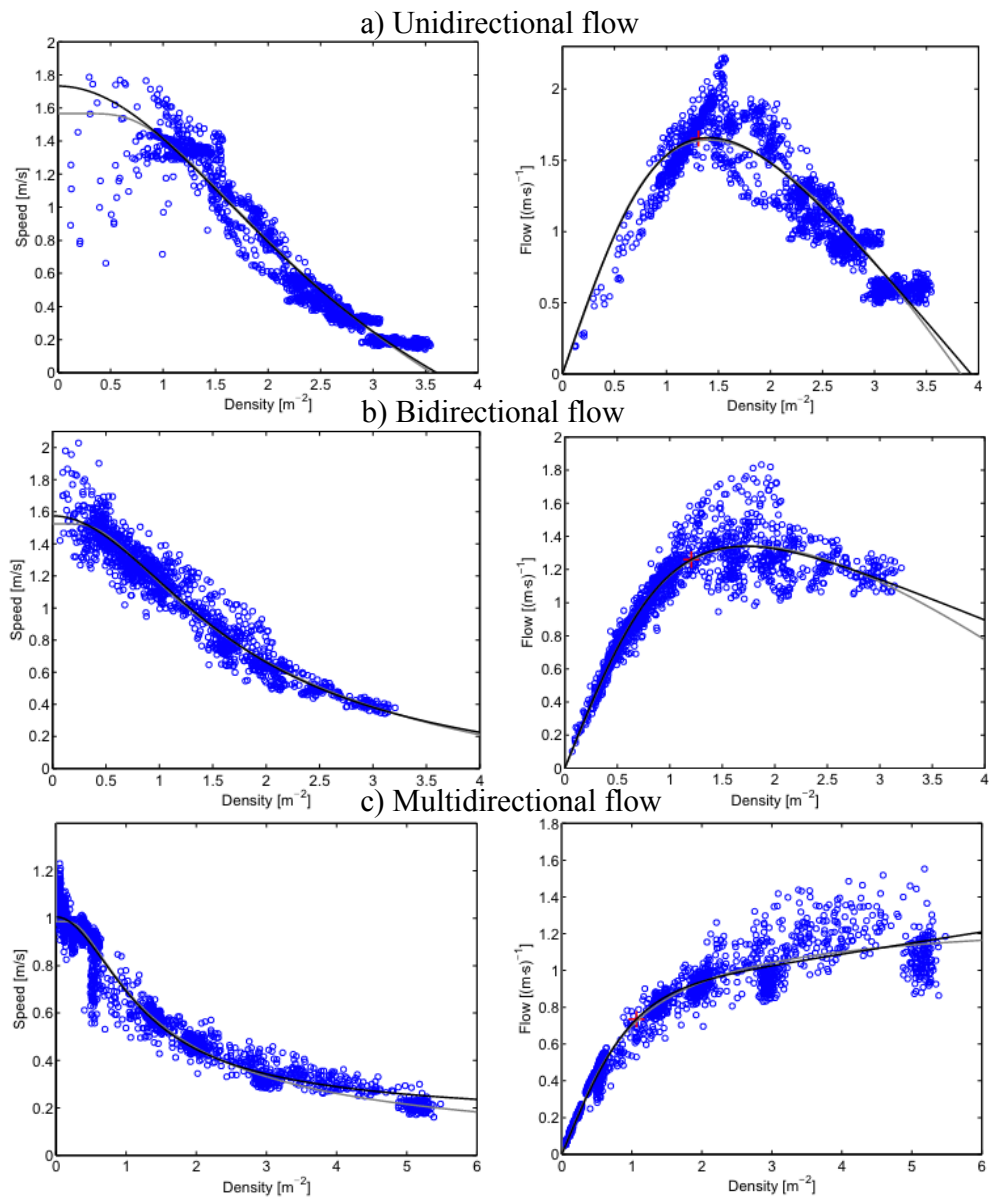 a) Unidirectional flow
2
1.8
1.6
1.4
1.2
1
0.8
0.6
0.4
0.2
0
Speed [m/s]
0 0.5 1 1.5 2 2.5 3 3.5 4
Density [m⁻²]
2
1.5
1
0.5
0
Flow [(m·s)⁻¹]
0 0.5 1 1.5 2 2.5 3 3.5 4
Density [m⁻²]
b) Bidirectional flow
2
1.8
1.6
1.4
1.2
1
0.8
0.6
0.4
0.2
0
Speed [m/s]
0 0.5 1 1.5 2 2.5 3 3.5 4
Density [m⁻²]
2
1.8
1.6
1.4
1.2
1
0.8
0.6
0.4
0.2
0
Flow [(m·s)⁻¹]
0 0.5 1 1.5 2 2.5 3 3.5 4
Density [m⁻²]
c) Multidirectional flow
1.2
1
0.8
0.6
0.4
0.2
0
Speed [m/s]
0 1 2 3 4 5 6
Density [m⁻²]
1.8
1.6
1.4
1.2
1
0.8
0.6
0.4
0.2
0
Flow [(m·s)⁻¹]
0 1 2 3 4 5 6
Density [m⁻²]